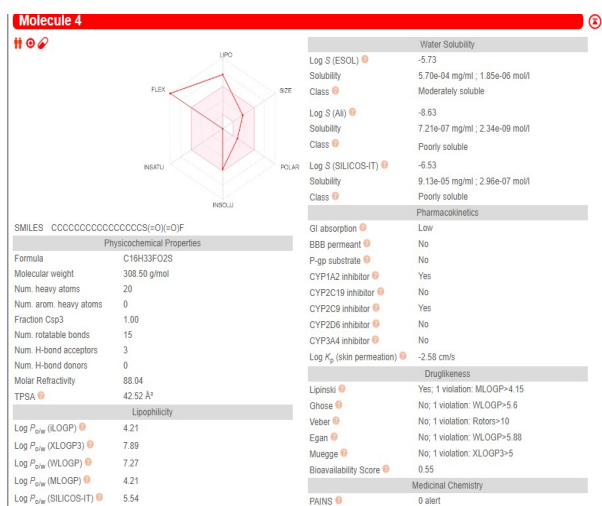 Molecule 4
LIPO
FLEX
SIZE
INSATU
POLAR
INSOLU
SMILES CCCCCCCCCCCCCCCCS(=O)(=O)F
Physicochemical Properties
Formula C16H33FO2S
Molecular weight 308.50 g/mol
Num. heavy atoms 20
Num. arom. heavy atoms 0
Fraction Csp3 1.00
Num. rotatable bonds 15
Num. H-bond acceptors 3
Num. H-bond donors 0
Molar Refractivity 88.04
TPSA 42.52 Å²
Lipophilicity
Log Po/w (iLOGP) 4.21
Log Po/w (XLOGP3) 7.89
Log Po/w (WLOGP) 7.27
Log Po/w (MLOGP) 4.21
Log Po/w (SILICOS-IT) 5.54
Water Solubility
Log S (ESOL) -5.73
Solubility 5.70e-04 mg/ml ; 1.85e-06 mol/l
Class Moderately soluble
Log S (Ali) -8.63
Solubility 7.21e-07 mg/ml ; 2.34e-09 mol/l
Class Poorly soluble
Log S (SILICOS-IT) -6.53
Solubility 9.13e-05 mg/ml ; 2.96e-07 mol/l
Class Poorly soluble
Pharmacokinetics
GI absorption Low
BBB permeant No
P-gp substrate No
CYP1A2 inhibitor Yes
CYP2C19 inhibitor No
CYP2C9 inhibitor Yes
CYP2D6 inhibitor No
CYP3A4 inhibitor No
Log Kp (skin permeation) -2.58 cm/s
Druglikeness
Lipinski Yes; 1 violation: MLOGP>4.15
Ghose No; 1 violation: WLOGP>5.6
Veber No; 1 violation: Rotors>10
Egan No; 1 violation: WLOGP>5.88
Muegge No; 1 violation: XLOGP3>5
Bioavailability Score 0.55
Medicinal Chemistry
PAINS 0 alert